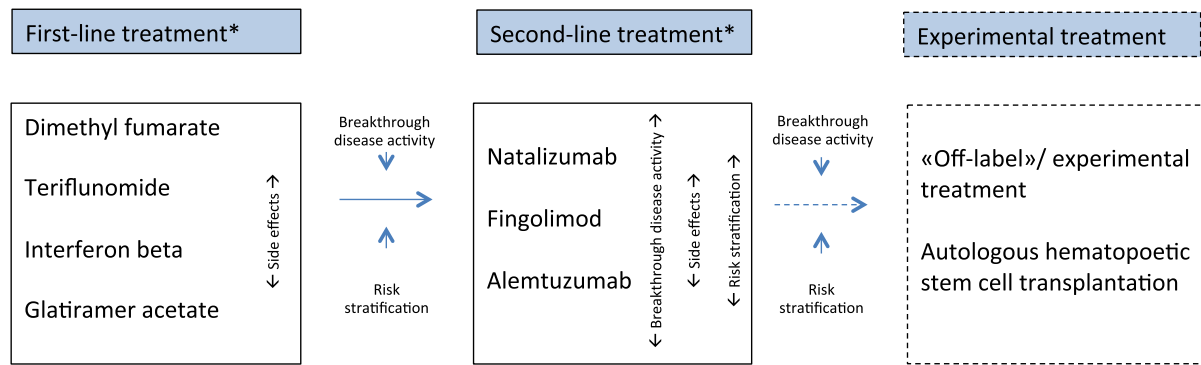 First-line treatment*
Second-line treatment*
Experimental treatment
Dimethyl fumarate
Teriflunomide
Interferon beta
Glatiramer acetate
← Side effects →
Breakthrough
disease activity
Risk
stratification
Natalizumab
Fingolimod
Alemtuzumab
← Breakthrough disease activity →
← Side effects →
← Risk stratification →
Breakthrough
disease activity
Risk
stratification
«Off-label»/ experimental
treatment
Autologous hematopoetic
stem cell transplantation